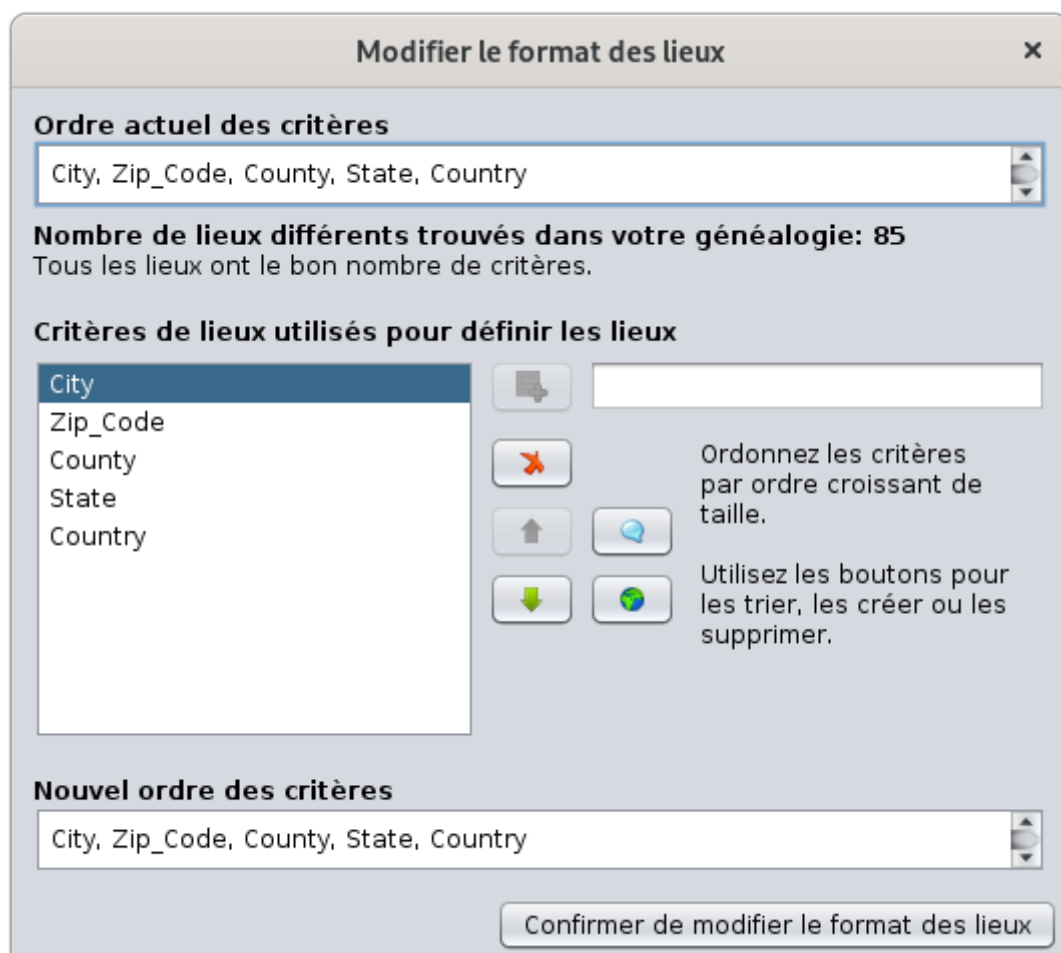 Modifier le format des lieux
Ordre actuel des critères
City, Zip_Code, County, State, Country
Nombre de lieux différents trouvés dans votre généalogie: 85
Tous les lieux ont le bon nombre de critères.
Critères de lieux utilisés pour définir les lieux
City
Zip_Code
County
State
Country
Ordonnez les critères
par ordre croissant de
taille.
Utilisez les boutons pour
les trier, les créer ou les
supprimer.
Nouvel ordre des critères
City, Zip_Code, County, State, Country
Confirmer de modifier le format des lieux